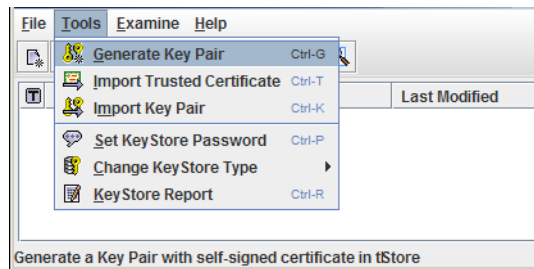 File Tools Examine Help
Generate Key Pair Ctrl-G
Import Trusted Certificate Ctrl-T
Import Key Pair Ctrl-K
T Last Modified
Set KeyStore Password Ctrl-P
Change KeyStore Type
KeyStore Report Ctrl-R
Generate a Key Pair with self-signed certificate in tStore